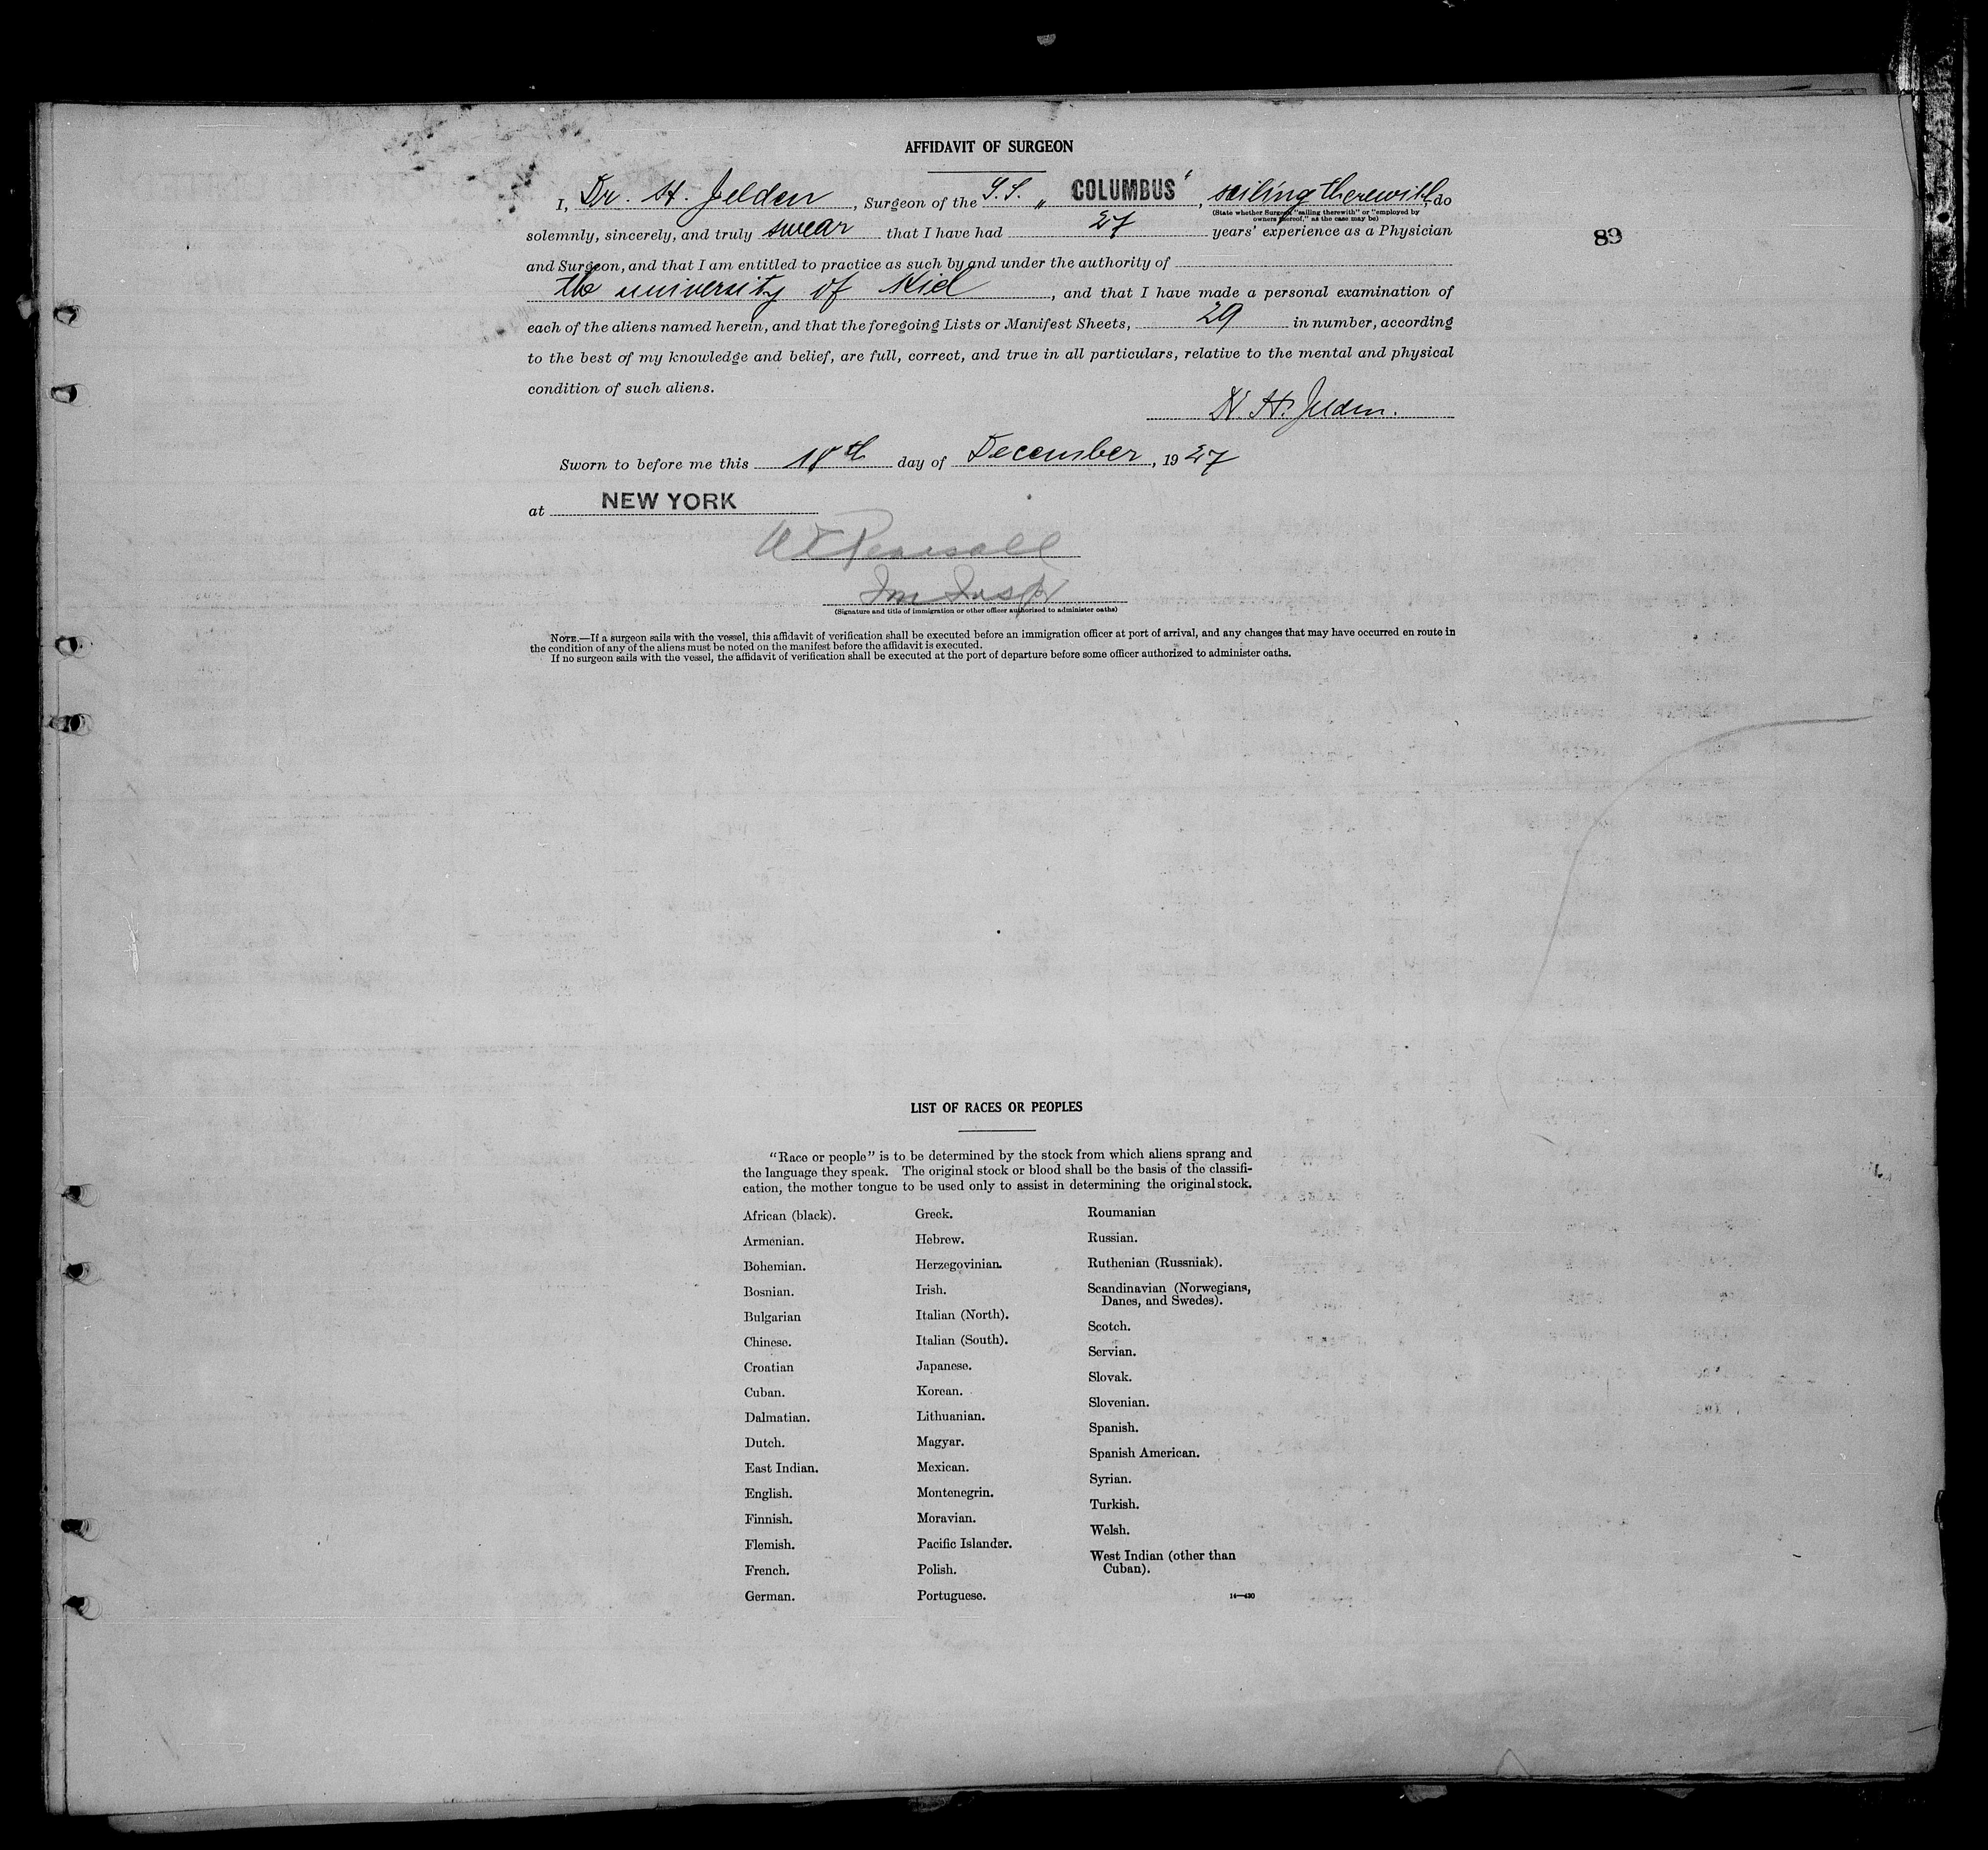 AFFIDAVIT OF SURGEON
I, Dr. H. Jelden, Surgeon of the S.S. „ COLUMBUS“, sailing therewith, do
(State whether Surgeon "sailing therewith" or "employed by
owners thereof," as the case may be)
solemnly, sincerely, and truly swear that I have had 27 years' experience as a Physician
89
and Surgeon, and that I am entitled to practice as such by and under the authority of
the university of Kiel, and that I have made a personal examination of
each of the aliens named herein, and that the foregoing Lists or Manifest Sheets, 29 in number, according
to the best of my knowledge and belief, are full, correct, and true in all particulars, relative to the mental and physical
condition of such aliens.
Dr. H. Jelden.
Sworn to before me this 18th day of December, 1927
at NEW YORK
Pearsall
Im Inspr
(Signature and title of immigration or other officer authorized to administer oaths)
NOTE.—If a surgeon sails with the vessel, this affidavit of verification shall be executed before an immigration officer at port of arrival, and any changes that may have occurred en route in
the condition of any of the aliens must be noted on the manifest before the affidavit is executed.
If no surgeon sails with the vessel, the affidavit of verification shall be executed at the port of departure before some officer authorized to administer oaths.
LIST OF RACES OR PEOPLES
"Race or people" is to be determined by the stock from which aliens sprang and
the language they speak. The original stock or blood shall be the basis of the classifi-
cation, the mother tongue to be used only to assist in determining the original stock.
African (black).
Armenian.
Bohemian.
Bosnian.
Bulgarian
Chinese.
Croatian
Cuban.
Dalmatian.
Dutch.
East Indian.
English.
Finnish.
Flemish.
French.
German.
Greek.
Hebrew.
Herzegovinian.
Irish.
Italian (North).
Italian (South).
Japanese.
Korean.
Lithuanian.
Magyar.
Mexican.
Montenegrin.
Moravian.
Pacific Islander.
Polish.
Portuguese.
Roumanian
Russian.
Ruthenian (Russniak).
Scandinavian (Norwegians,
Danes, and Swedes).
Scotch.
Servian.
Slovak.
Slovenian.
Spanish.
Spanish American.
Syrian.
Turkish.
Welsh.
West Indian (other than
Cuban).
14—430